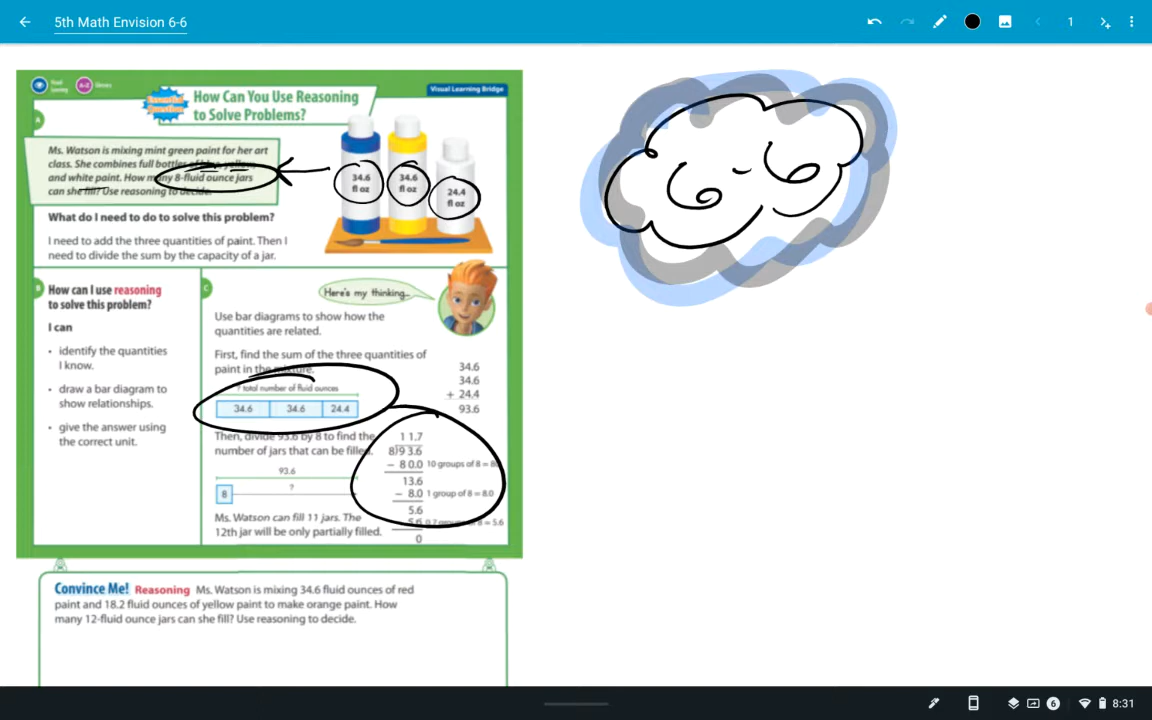 5th Math Envision 6-6
1
Visual Learning Bridge
A-Z Glossary
Essential Question
How Can You Use Reasoning
to Solve Problems?
A
Ms. Watson is mixing mint green paint for her art
class. She combines full bottles of blue, yellow,
and white paint. How many 8-fluid ounce jars
can she fill? Use reasoning to decide.
34.6
fl oz
34.6
fl oz
24.4
fl oz
What do I need to do to solve this problem?
I need to add the three quantities of paint. Then I
need to divide the sum by the capacity of a jar.
B
How can I use reasoning
to solve this problem?
I can
• identify the quantities
I know.
• draw a bar diagram to
show relationships.
• give the answer using
the correct unit.
C
Here's my thinking...
Use bar diagrams to show how the
quantities are related.
First, find the sum of the three quantities of
paint in the mixture.
? total number of fluid ounces
34.6 34.6 24.4
34.6
34.6
+ 24.4
93.6
Then, divide 93.6 by 8 to find the
number of jars that can be filled.
93.6
?
8
11.7
8)93.6
− 80.0 10 groups of 8 = 80
13.6
− 8.0 1 group of 8 = 8.0
5.6
5.6 0.7 groups of 8 = 5.6
0
Ms. Watson can fill 11 jars. The
12th jar will be only partially filled.
Convince Me! Reasoning Ms. Watson is mixing 34.6 fluid ounces of red
paint and 18.2 fluid ounces of yellow paint to make orange paint. How
many 12-fluid ounce jars can she fill? Use reasoning to decide.
6
8:31